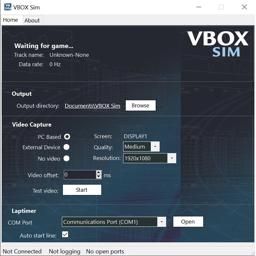 VBOX Sim
Home About
VBOX
SIM
Waiting for game...
Track name: Unknown-None
Data rate: 0 Hz
Output
Output directory: Documents\VBOX Sim Browse
Video Capture
PC Based Screen: DISPLAY1
External Device Quality: Medium
No video Resolution: 1920x1080
Video offset: 0 ms
Test video: Start
Laptimer
COM Port Communications Port (COM1) Open
Auto start line:
Not Connected Not logging No open ports